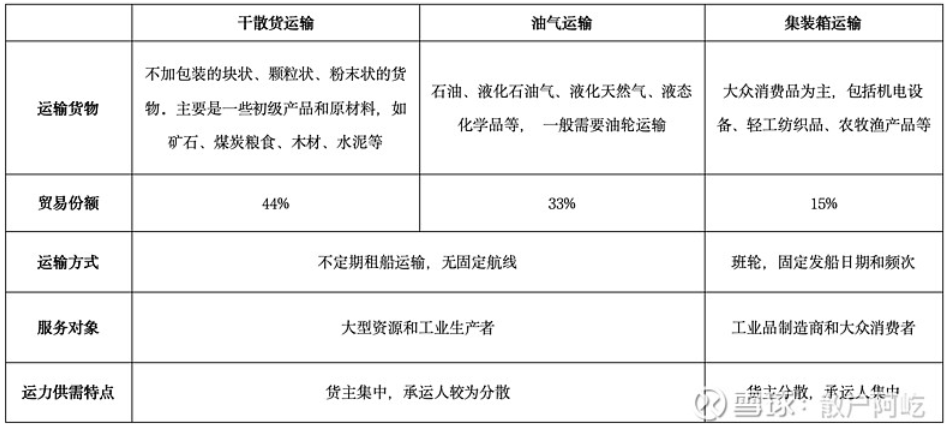 干散货运输 油气运输 集装箱运输
运输货物
不加包装的块状、颗粒状、粉末状的货
物。主要是一些初级产品和原材料，如
矿石、煤炭粮食、木材、水泥等
石油、液化石油气、液化天然气、液态
化学品等， 一般需要油轮运输
大众消费品为主，包括机电设
备、轻工纺织品、农牧渔产品等
贸易份额 44% 33% 15%
运输方式 不定期租船运输，无固定航线 班轮，固定发船日期和频次
服务对象 大型资源和工业生产者 工业品制造商和大众消费者
运力供需特点 货主集中，承运人较为分散 货主分散，承运人集中
雪球：散户阿屹